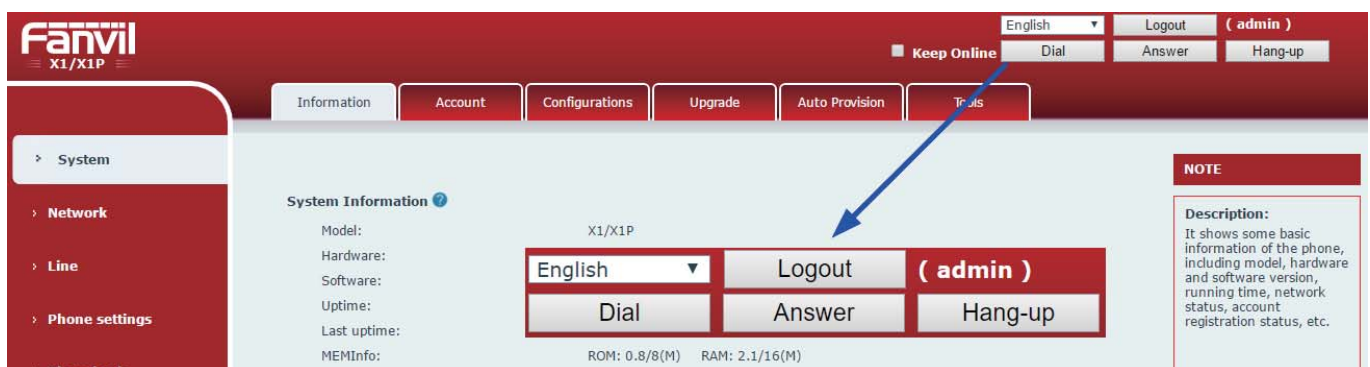 Fanvil
X1/X1P
English Logout ( admin )
Keep Online Dial Answer Hang-up
Information Account Configurations Upgrade Auto Provision Tools
› System
› Network
› Line
› Phone settings
System Information ?
Model: X1/X1P
Hardware:
Software:
Uptime:
Last uptime:
MEMInfo: ROM: 0.8/8(M) RAM: 2.1/16(M)
English Logout ( admin )
Dial Answer Hang-up
NOTE
Description:
It shows some basic
information of the phone,
including model, hardware
and software version,
running time, network
status, account
registration status, etc.